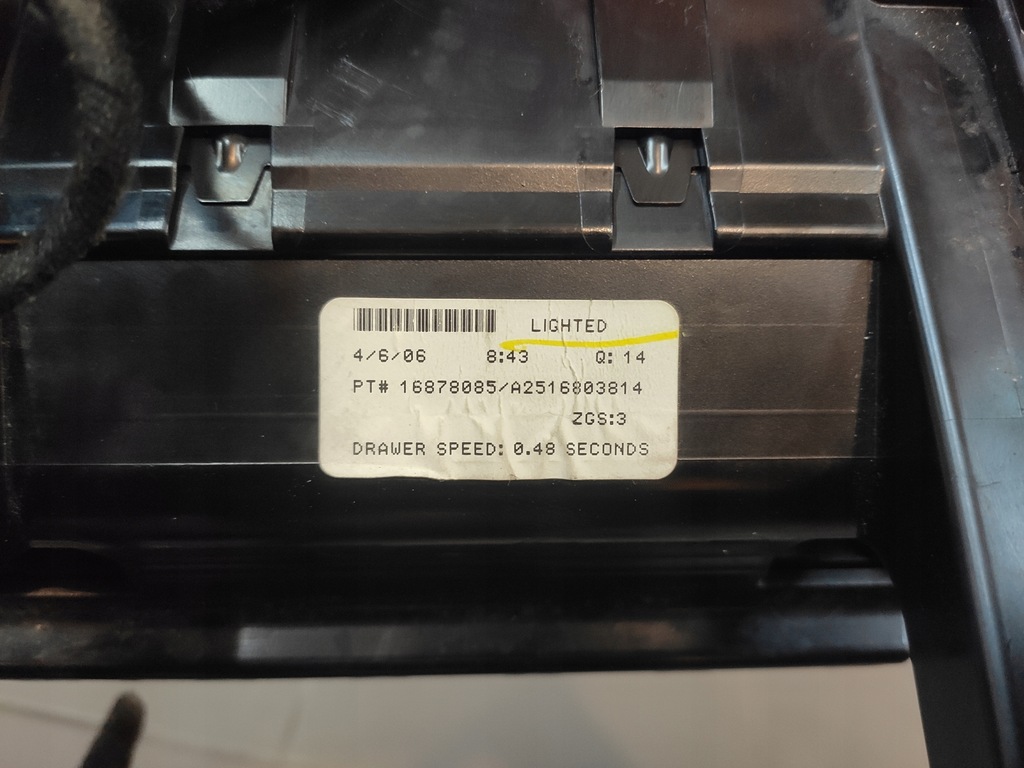 LIGHTED
4/6/06 8:43 Q: 14
PT# 16878085/A2516803814
ZGS:3
DRAWER SPEED: 0.48 SECONDS